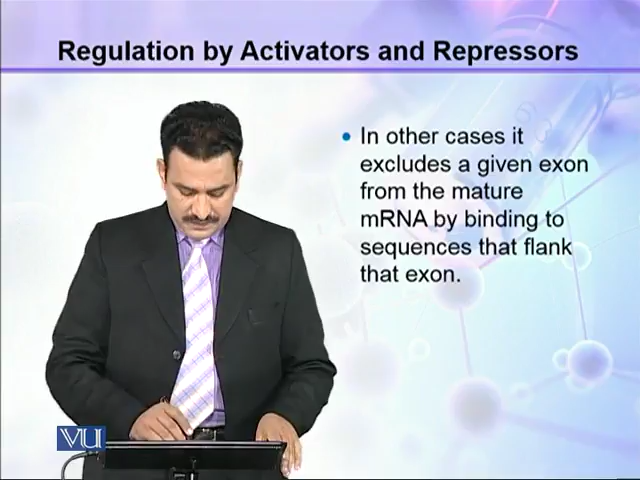 Regulation by Activators and Repressors
In other cases it
excludes a given exon
from the mature
mRNA by binding to
sequences that flank
that exon.
VU